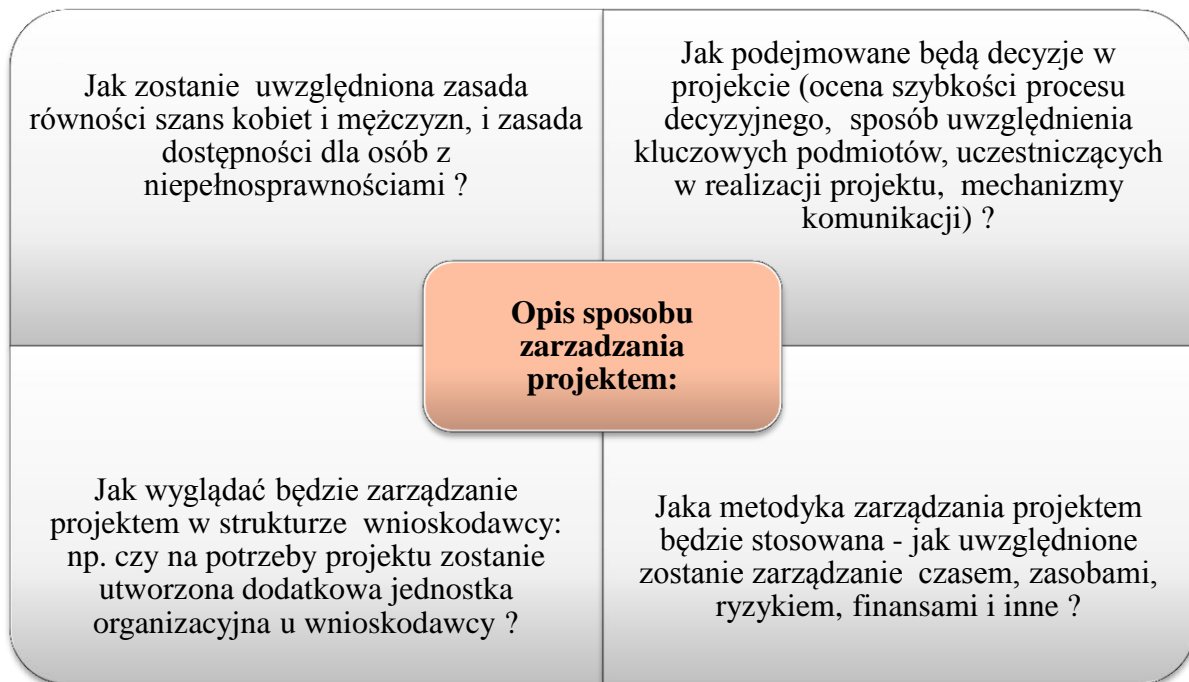 Jak zostanie uwzględniona zasada
równości szans kobiet i mężczyzn, i zasada
dostępności dla osób z
niepełnosprawnościami ?
Jak podejmowane będą decyzje w
projekcie (ocena szybkości procesu
decyzyjnego, sposób uwzględnienia
kluczowych podmiotów, uczestniczących
w realizacji projektu, mechanizmy
komunikacji) ?
Opis sposobu
zarzadzania
projektem:
Jak wyglądać będzie zarządzanie
projektem w strukturze wnioskodawcy:
np. czy na potrzeby projektu zostanie
utworzona dodatkowa jednostka
organizacyjna u wnioskodawcy ?
Jaka metodyka zarządzania projektem
będzie stosowana - jak uwzględnione
zostanie zarządzanie czasem, zasobami,
ryzykiem, finansami i inne ?